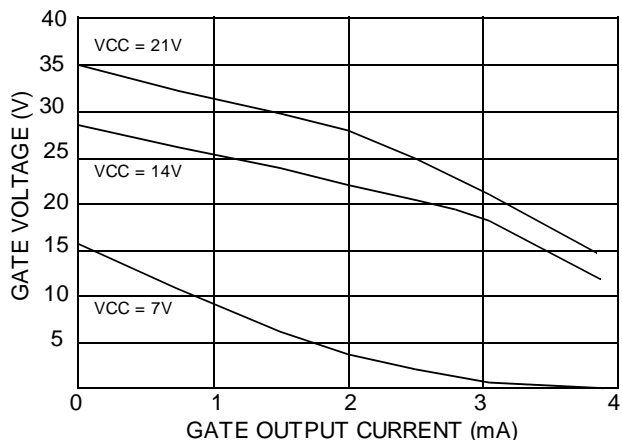 40
VCC = 21V
35
30
25
VCC = 14V
20
15
10
VCC = 7V
5
0 1 2 3 4
GATE VOLTAGE (V)
GATE OUTPUT CURRENT (mA)